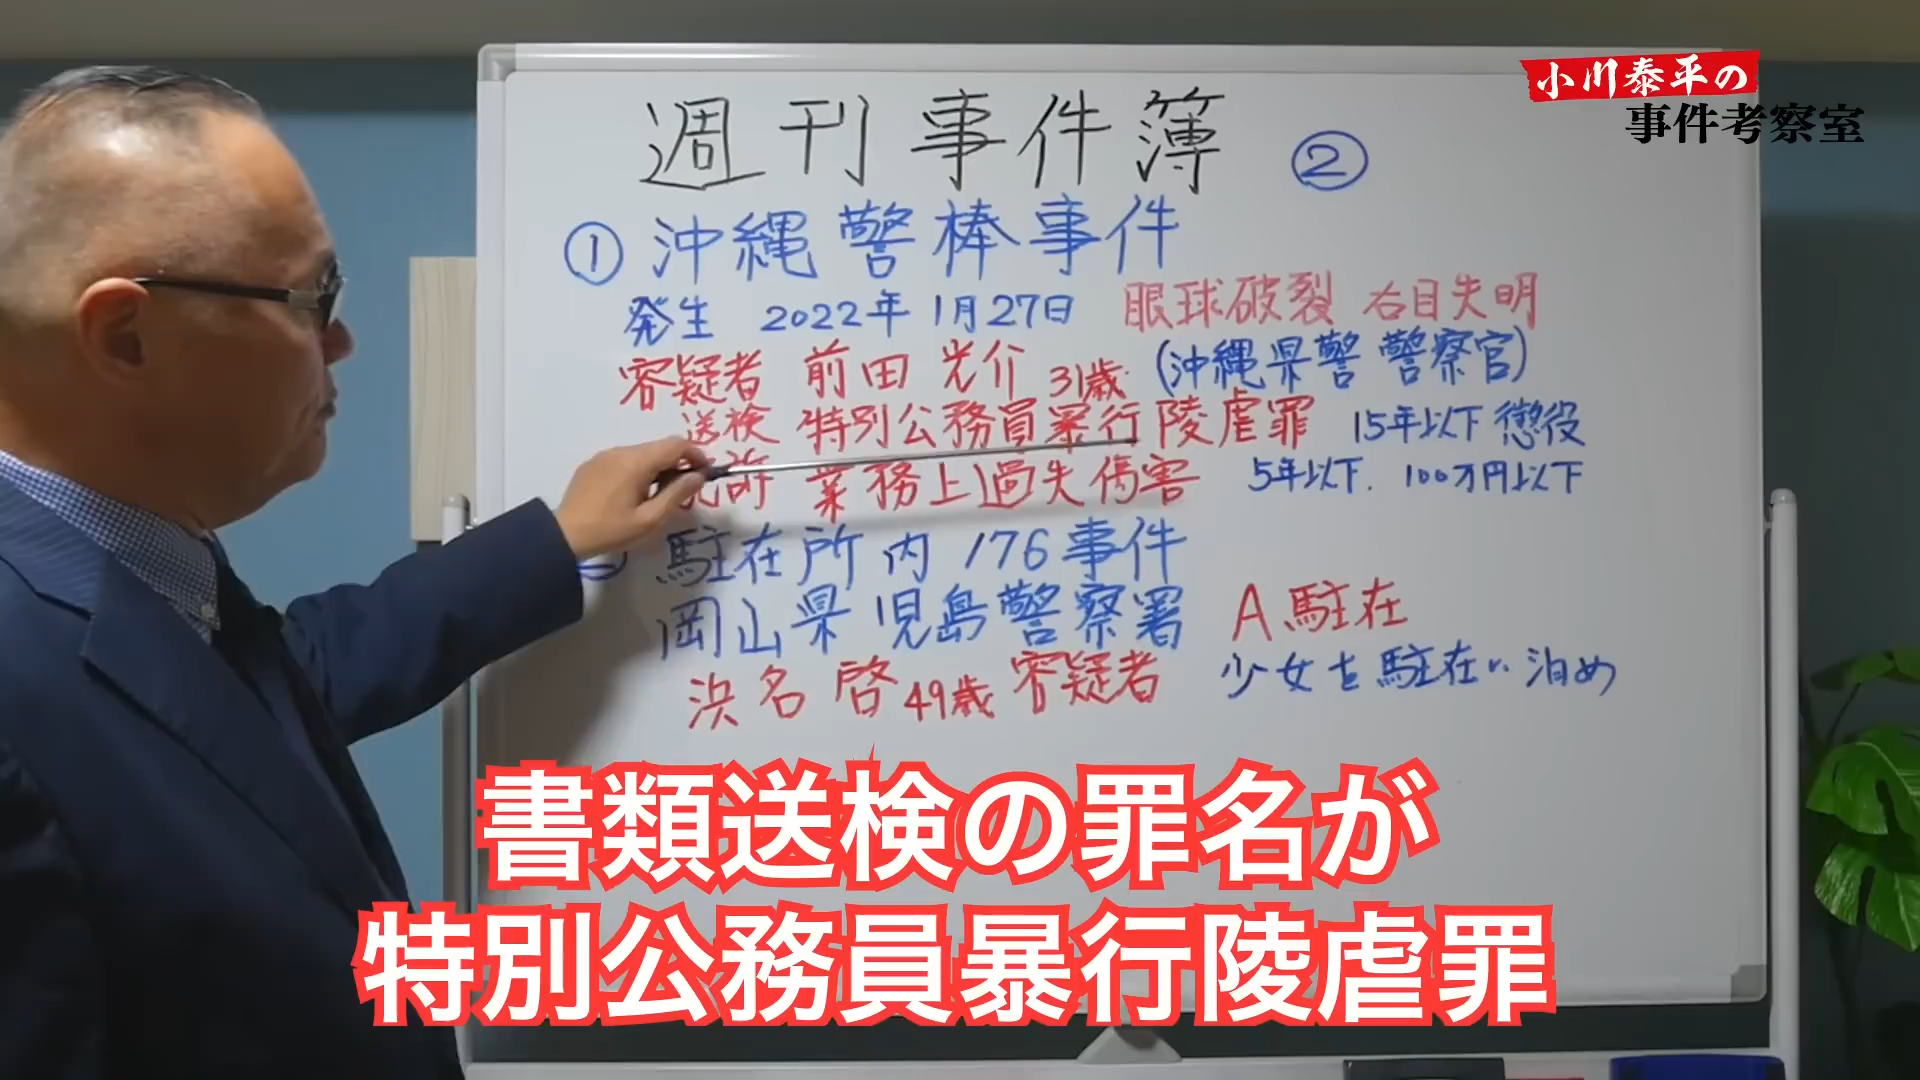 小川泰平の
事件考察室
週刊事件簿 ②
① 沖縄警棒事件
発生 2022年1月27日 眼球破裂 右目失明
容疑者 前田光介 31歳 (沖縄県警 警察官)
送検 特別公務員暴行陵虐罪 15年以下 懲役
業務上過失傷害 5年以下. 100万円以下
駐在所内 176事件
岡山県 児島警察署 A駐在
浜名啓 49歳 容疑者 少女を駐在に泊め
書類送検の罪名が
特別公務員暴行陵虐罪